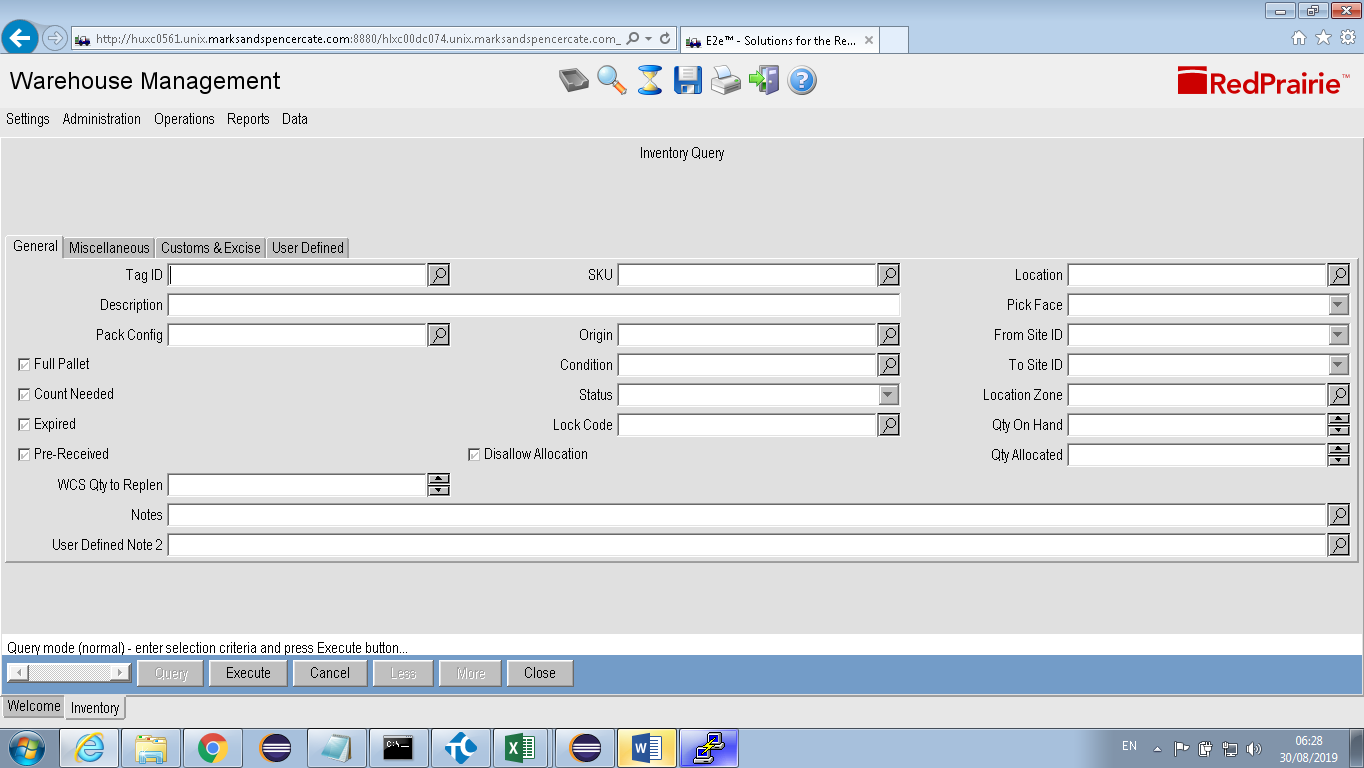 http://huxc0561.unix.marksandspencercate.com:8880/hlxc00dc074.unix.marksandspencercate.com_
E2e™ - Solutions for the Re...
Warehouse Management
RedPrairie™
Settings Administration Operations Reports Data
Inventory Query
General Miscellaneous Customs & Excise User Defined
Tag ID SKU Location
Description Pick Face
Pack Config Origin From Site ID
Full Pallet Condition To Site ID
Count Needed Status Location Zone
Expired Lock Code Qty On Hand
Pre-Received Disallow Allocation Qty Allocated
WCS Qty to Replen
Notes
User Defined Note 2
Query mode (normal) - enter selection criteria and press Execute button...
Query Execute Cancel Less More Close
Welcome Inventory
C:\_
EN
06:28
30/08/2019